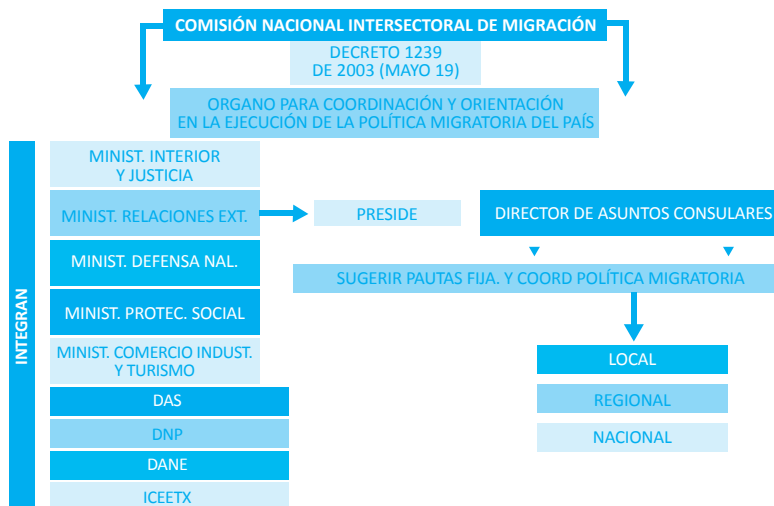 COMISIÓN NACIONAL INTERSECTORAL DE MIGRACIÓN
DECRETO 1239
DE 2003 (MAYO 19)
ORGANO PARA COORDINACIÓN Y ORIENTACIÓN
EN LA EJECUCIÓN DE LA POLÍTICA MIGRATORIA DEL PAÍS
INTEGRAN
MINIST. INTERIOR
Y JUSTICIA
MINIST. RELACIONES EXT.
PRESIDE
DIRECTOR DE ASUNTOS CONSULARES
MINIST. DEFENSA NAL.
MINIST. PROTEC. SOCIAL
MINIST. COMERCIO INDUST.
Y TURISMO
DAS
DNP
DANE
ICEETX
SUGERIR PAUTAS FIJA. Y COORD POLÍTICA MIGRATORIA
LOCAL
REGIONAL
NACIONAL